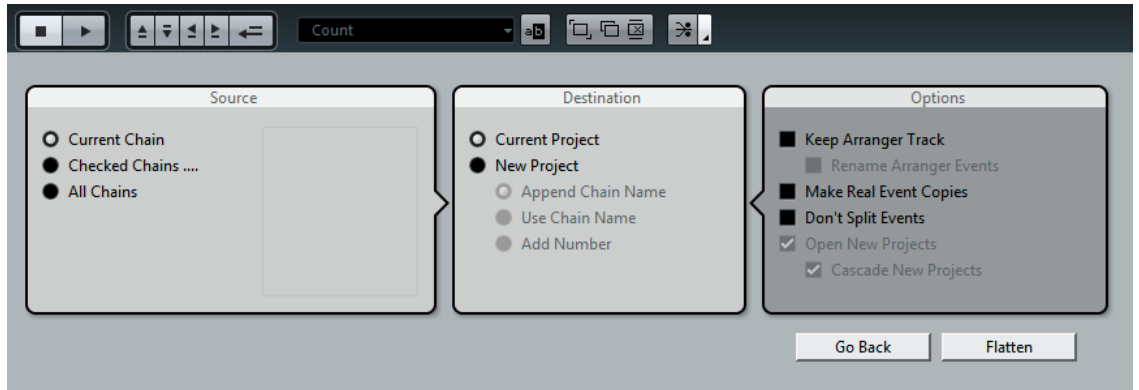 Count
ab
Source
Current Chain
Checked Chains ....
All Chains
Destination
Current Project
New Project
Append Chain Name
Use Chain Name
Add Number
Options
Keep Arranger Track
Rename Arranger Events
Make Real Event Copies
Don't Split Events
Open New Projects
Cascade New Projects
Go Back
Flatten